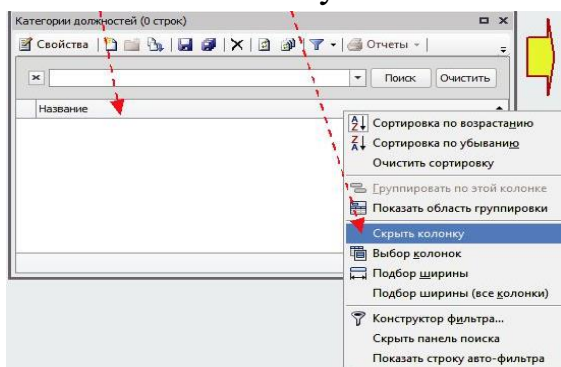 Категории должностей (0 строк)
Свойства Отчеты
Поиск Очистить
Название
Сортировка по возрастанию
Сортировка по убыванию
Очистить сортировку
Группировать по этой колонке
Показать область группировки
Скрыть колонку
Выбор колонок
Подбор ширины
Подбор ширины (все колонки)
Конструктор фильтра...
Скрыть панель поиска
Показать строку авто-фильтра